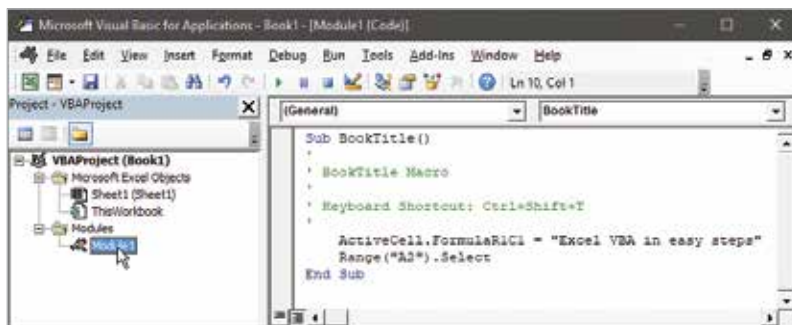 Microsoft Visual Basic for Applications - Book1 - [Module1 (Code)]
File Edit View Insert Format Debug Run Tools Add-Ins Window Help
Ln 10, Col 1
Project - VBAProject
(General)
BookTitle
VBAProject (Book1)
Microsoft Excel Objects
Sheet1 (Sheet1)
ThisWorkbook
Modules
Module1
Sub BookTitle()
'
' BookTitle Macro
'
' Keyboard Shortcut: Ctrl+Shift+T
'
ActiveCell.FormulaR1C1 = "Excel VBA in easy steps"
Range("A2").Select
End Sub